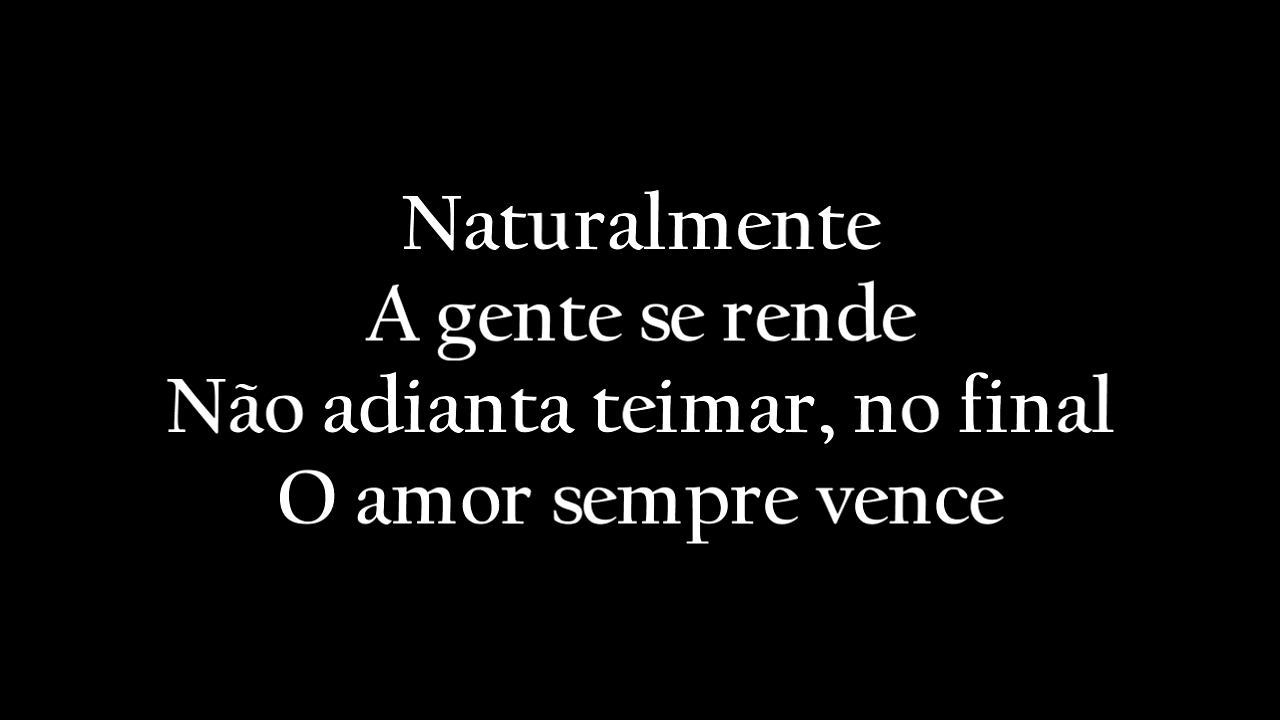 Naturalmente
A gente se rende
Não adianta teimar, no final
O amor sempre vence